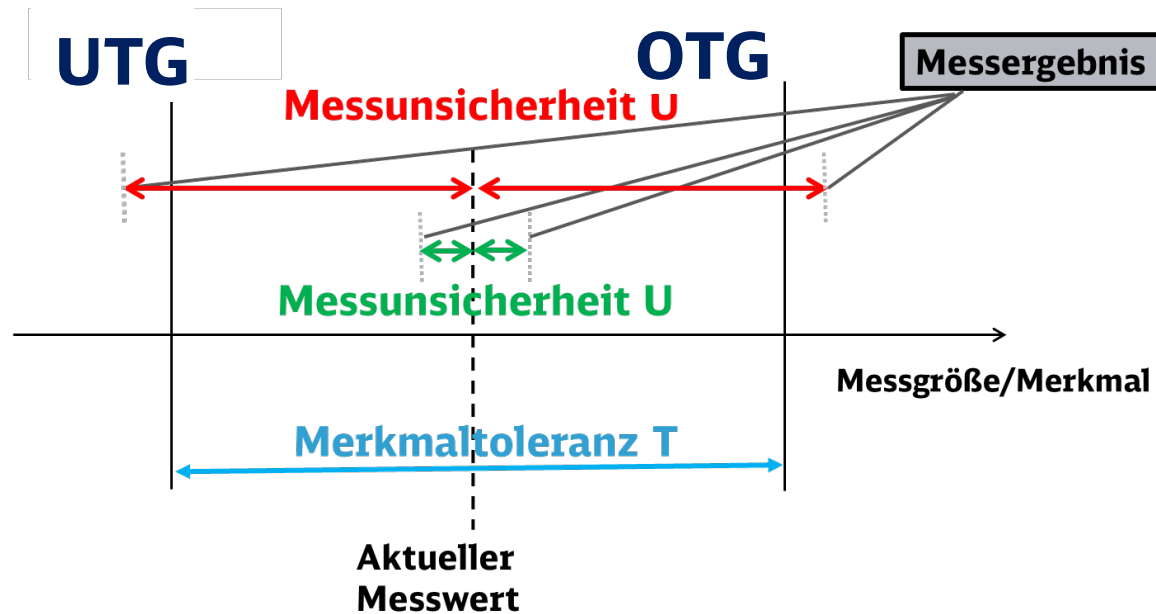 UTG
OTG
Messergebnis
Messunsicherheit U
Messunsicherheit U
Messgröße/Merkmal
Merkmaltoleranz T
Aktueller
Messwert